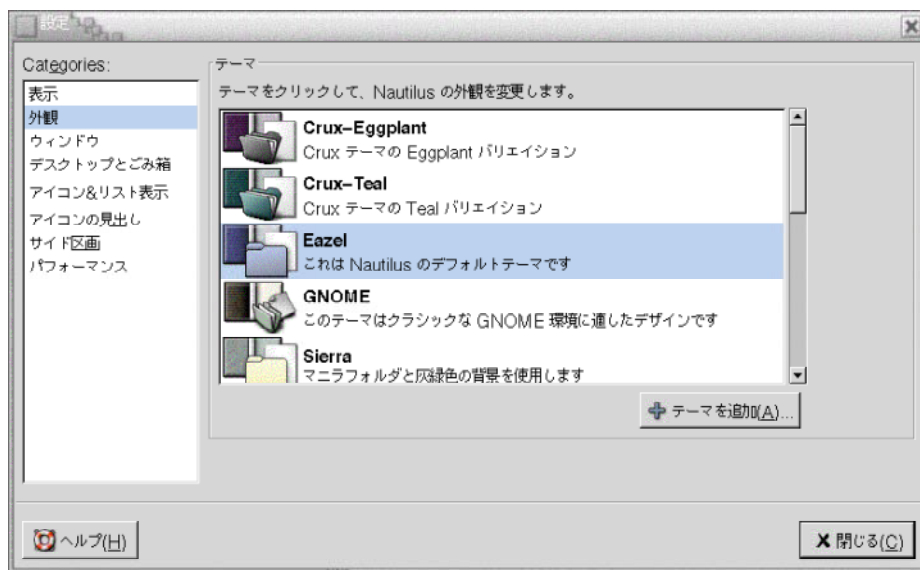 設定
Categories:
表示
外観
ウィンドウ
デスクトップとごみ箱
アイコン&リスト表示
アイコンの見出し
サイド区画
パフォーマンス
テーマ
テーマをクリックして、Nautilus の外観を変更します。
Crux-Eggplant
Crux テーマの Eggplant バリエイション
Crux-Teal
Crux テーマの Teal バリエイション
Eazel
これは Nautilus のデフォルトテーマです
GNOME
このテーマはクラシックな GNOME 環境に適したデザインです
Sierra
マニラフォルダと灰緑色の背景を使用します
テーマを追加(A)...
ヘルプ(H)
閉じる(C)